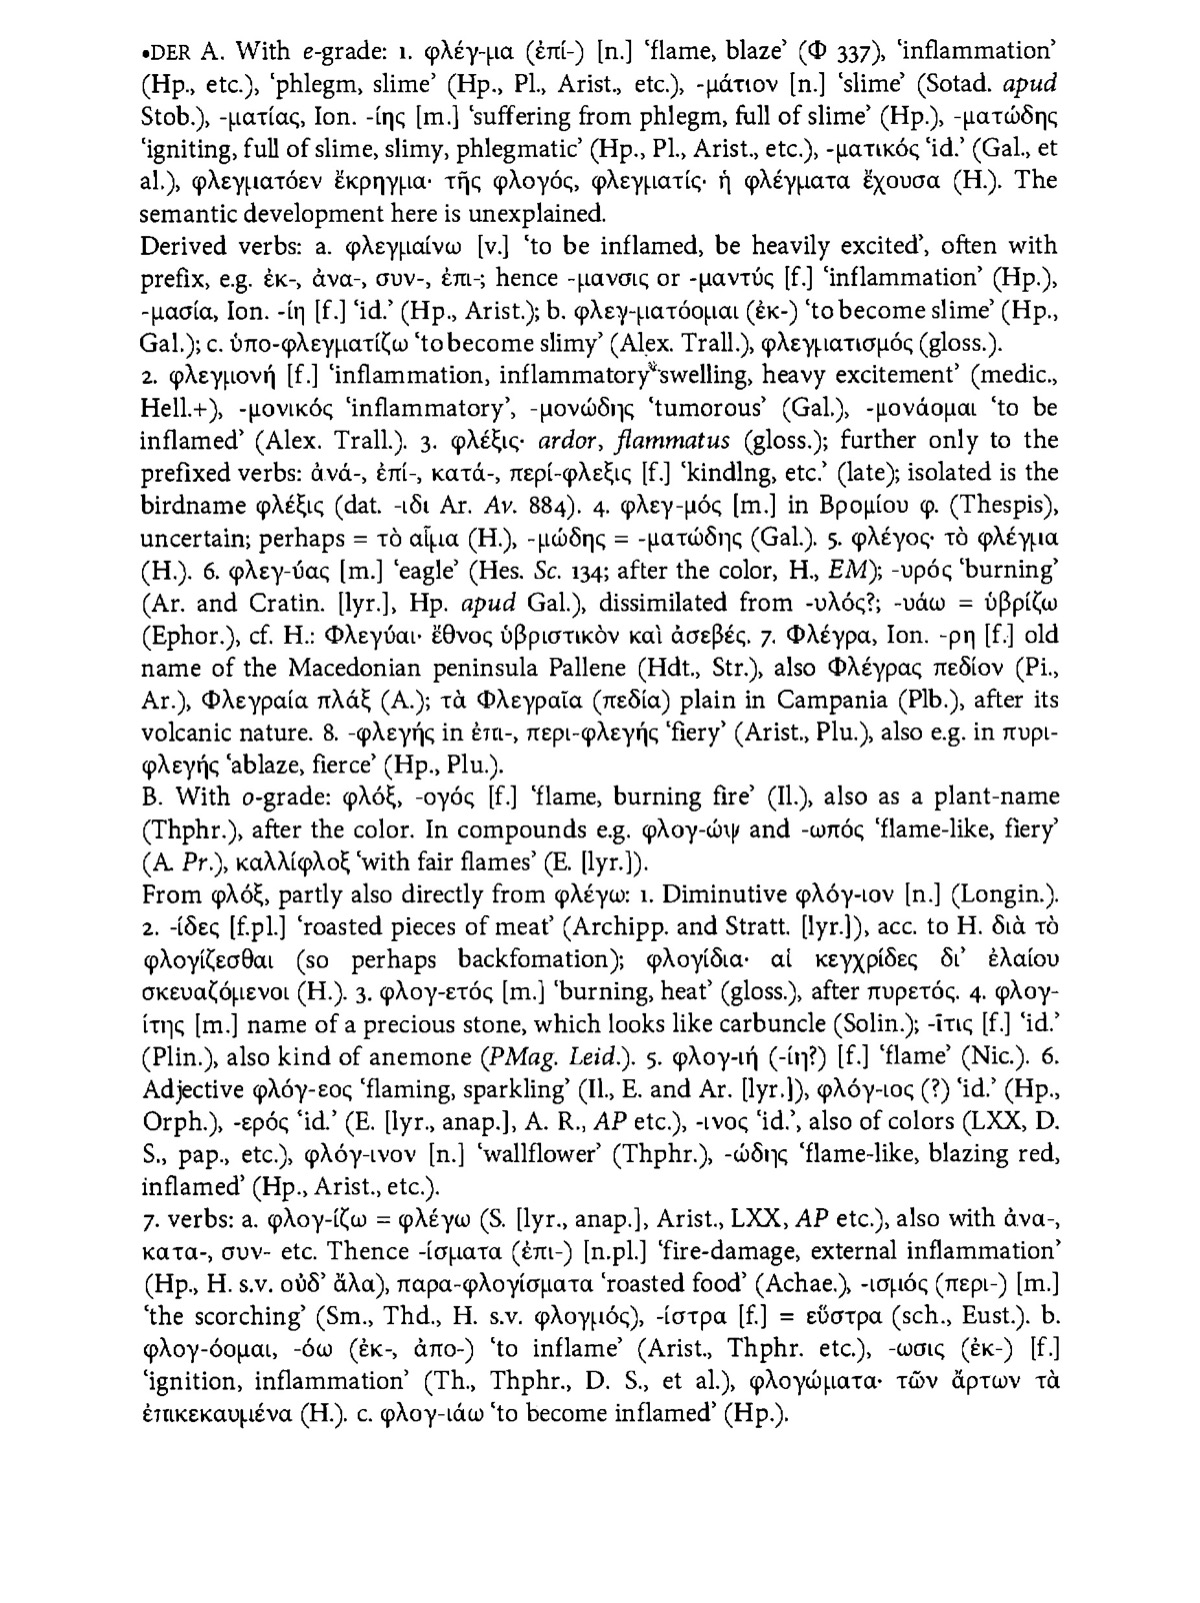 •DER A. With e-grade: 1. φλέγ-μα (ἐπί-) [n.] ‘flame, blaze’ (Φ 337), ‘inflammation’
(Hp., etc.), ‘phlegm, slime’ (Hp., Pl., Arist., etc.), -μάτιον [n.] ‘slime’ (Sotad. apud
Stob.), -ματίας, Ion. -ίης [m.] ‘suffering from phlegm, full of slime’ (Hp.), -ματώδης
‘igniting, full of slime, slimy, phlegmatic’ (Hp., Pl., Arist., etc.), -ματικός ‘id.’ (Gal., et
al.), φλεγματόεν ἔκρηγμα· τῆς φλογός, φλεγματίς· ἡ φλέγματα ἔχουσα (H.). The
semantic development here is unexplained.
Derived verbs: a. φλεγμαίνω [v.] ‘to be inflamed, be heavily excited’, often with
prefix, e.g. ἐκ-, ἀνα-, συν-, ἐπι-; hence -μανσις or -μαντύς [f.] ‘inflammation’ (Hp.),
-μασία, Ion. -ίη [f.] ‘id.’ (Hp., Arist.); b. φλεγ-ματόομαι (ἐκ-) ‘to become slime’ (Hp.,
Gal.); c. ὑπο-φλεγματίζω ‘to become slimy’ (Alex. Trall.), φλεγματισμός (gloss.).
2. φλεγμονή [f.] ‘inflammation, inflammatory swelling, heavy excitement’ (medic.,
Hell.+), -μονικός ‘inflammatory’, -μονώδης ‘tumorous’ (Gal.), -μονάομαι ‘to be
inflamed’ (Alex. Trall.). 3. φλέξις· ardor, flammatus (gloss.); further only to the
prefixed verbs: ἀνά-, ἐπί-, κατά-, περί-φλεξις [f.] ‘kindlng, etc.’ (late); isolated is the
birdname φλέξις (dat. -ιδι Ar. Av. 884). 4. φλεγ-μός [m.] in Βρομίου φ. (Thespis),
uncertain; perhaps = τὸ αἷμα (H.), -μώδης = -ματώδης (Gal.). 5. φλέγος· τὸ φλέγμα
(H.). 6. φλεγ-ύας [m.] ‘eagle’ (Hes. Sc. 134; after the color, H., EM); -υρός ‘burning’
(Ar. and Cratin. [lyr.], Hp. apud Gal.), dissimilated from -υλός?; -υάω = ὑβρίζω
(Ephor.), cf. H.: Φλεγύαι· ἔθνος ὑβριστικὸν καὶ ἀσεβές. 7. Φλέγρα, Ion. -ρη [f.] old
name of the Macedonian peninsula Pallene (Hdt., Str.), also Φλέγρας πεδίον (Pi.,
Ar.), Φλεγραία πλάξ (A.); τὰ Φλεγραῖα (πεδία) plain in Campania (Plb.), after its
volcanic nature. 8. -φλεγής in ἐπι-, περι-φλεγής ‘fiery’ (Arist., Plu.), also e.g. in πυρι-
φλεγής ‘ablaze, fierce’ (Hp., Plu.).
B. With o-grade: φλόξ, -ογός [f.] ‘flame, burning fire’ (Il.), also as a plant-name
(Thphr.), after the color. In compounds e.g. φλογ-ώψ and -ωπός ‘flame-like, fiery’
(A. Pr.), καλλίφλοξ ‘with fair flames’ (E. [lyr.]).
From φλόξ, partly also directly from φλέγω: 1. Diminutive φλόγ-ιον [n.] (Longin.).
2. -ίδες [f.pl.] ‘roasted pieces of meat’ (Archipp. and Stratt. [lyr.]), acc. to H. διὰ τὸ
φλογίζεσθαι (so perhaps backfomation); φλογίδια· αἱ κεγχρίδες δι’ ἐλαίου
σκευαζόμενοι (H.). 3. φλογ-ετός [m.] ‘burning, heat’ (gloss.), after πυρετός. 4. φλογ-
ίτης [m.] name of a precious stone, which looks like carbuncle (Solin.); -ῖτις [f.] ‘id.’
(Plin.), also kind of anemone (PMag. Leid.). 5. φλογ-ιή (-ίη?) [f.] ‘flame’ (Nic.). 6.
Adjective φλόγ-εος ‘flaming, sparkling’ (Il., E. and Ar. [lyr.]), φλόγ-ιος (?) ‘id.’ (Hp.,
Orph.), -ερός ‘id.’ (E. [lyr., anap.], A. R., AP etc.), -ινος ‘id.’, also of colors (LXX, D.
S., pap., etc.), φλόγ-ινον [n.] ‘wallflower’ (Thphr.), -ώδης ‘flame-like, blazing red,
inflamed’ (Hp., Arist., etc.).
7. verbs: a. φλογ-ίζω = φλέγω (S. [lyr., anap.], Arist., LXX, AP etc.), also with ἀνα-,
κατα-, συν- etc. Thence -ίσματα (ἐπι-) [n.pl.] ‘fire-damage, external inflammation’
(Hp., H. s.v. οὐδ’ ἄλα), παρα-φλογίσματα ‘roasted food’ (Achae.), -ισμός (περι-) [m.]
‘the scorching’ (Sm., Thd., H. s.v. φλογμός), -ίστρα [f.] = εὕστρα (sch., Eust.). b.
φλογ-όομαι, -όω (ἐκ-, ἀπο-) ‘to inflame’ (Arist., Thphr. etc.), -ωσις (ἐκ-) [f.]
‘ignition, inflammation’ (Th., Thphr., D. S., et al.), φλογώματα· τῶν ἄρτων τὰ
ἐπικεκαυμένα (H.). c. φλογ-ιάω ‘to become inflamed’ (Hp.).